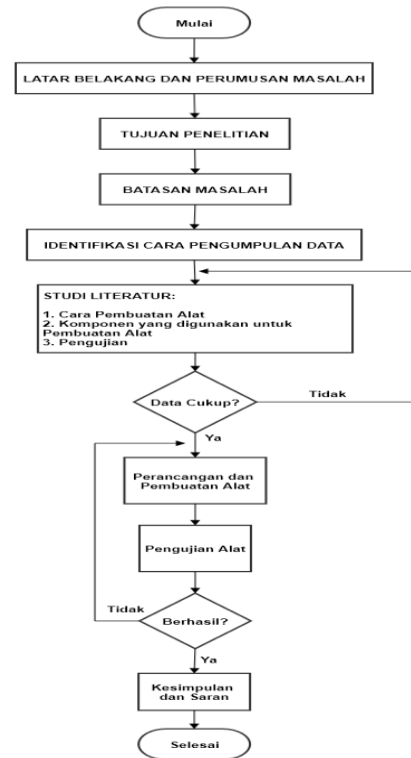 Mulai
LATAR BELAKANG DAN PERUMUSAN MASALAH
TUJUAN PENELITIAN
BATASAN MASALAH
IDENTIFIKASI CARA PENGUMPULAN DATA
STUDI LITERATUR:
1. Cara Pembuatan Alat
2. Komponen yang digunakan untuk
Pembuatan Alat
3. Pengujian
Data Cukup?
Tidak
Ya
Perancangan dan
Pembuatan Alat
Pengujian Alat
Tidak
Berhasil?
Ya
Kesimpulan
dan Saran
Selesai